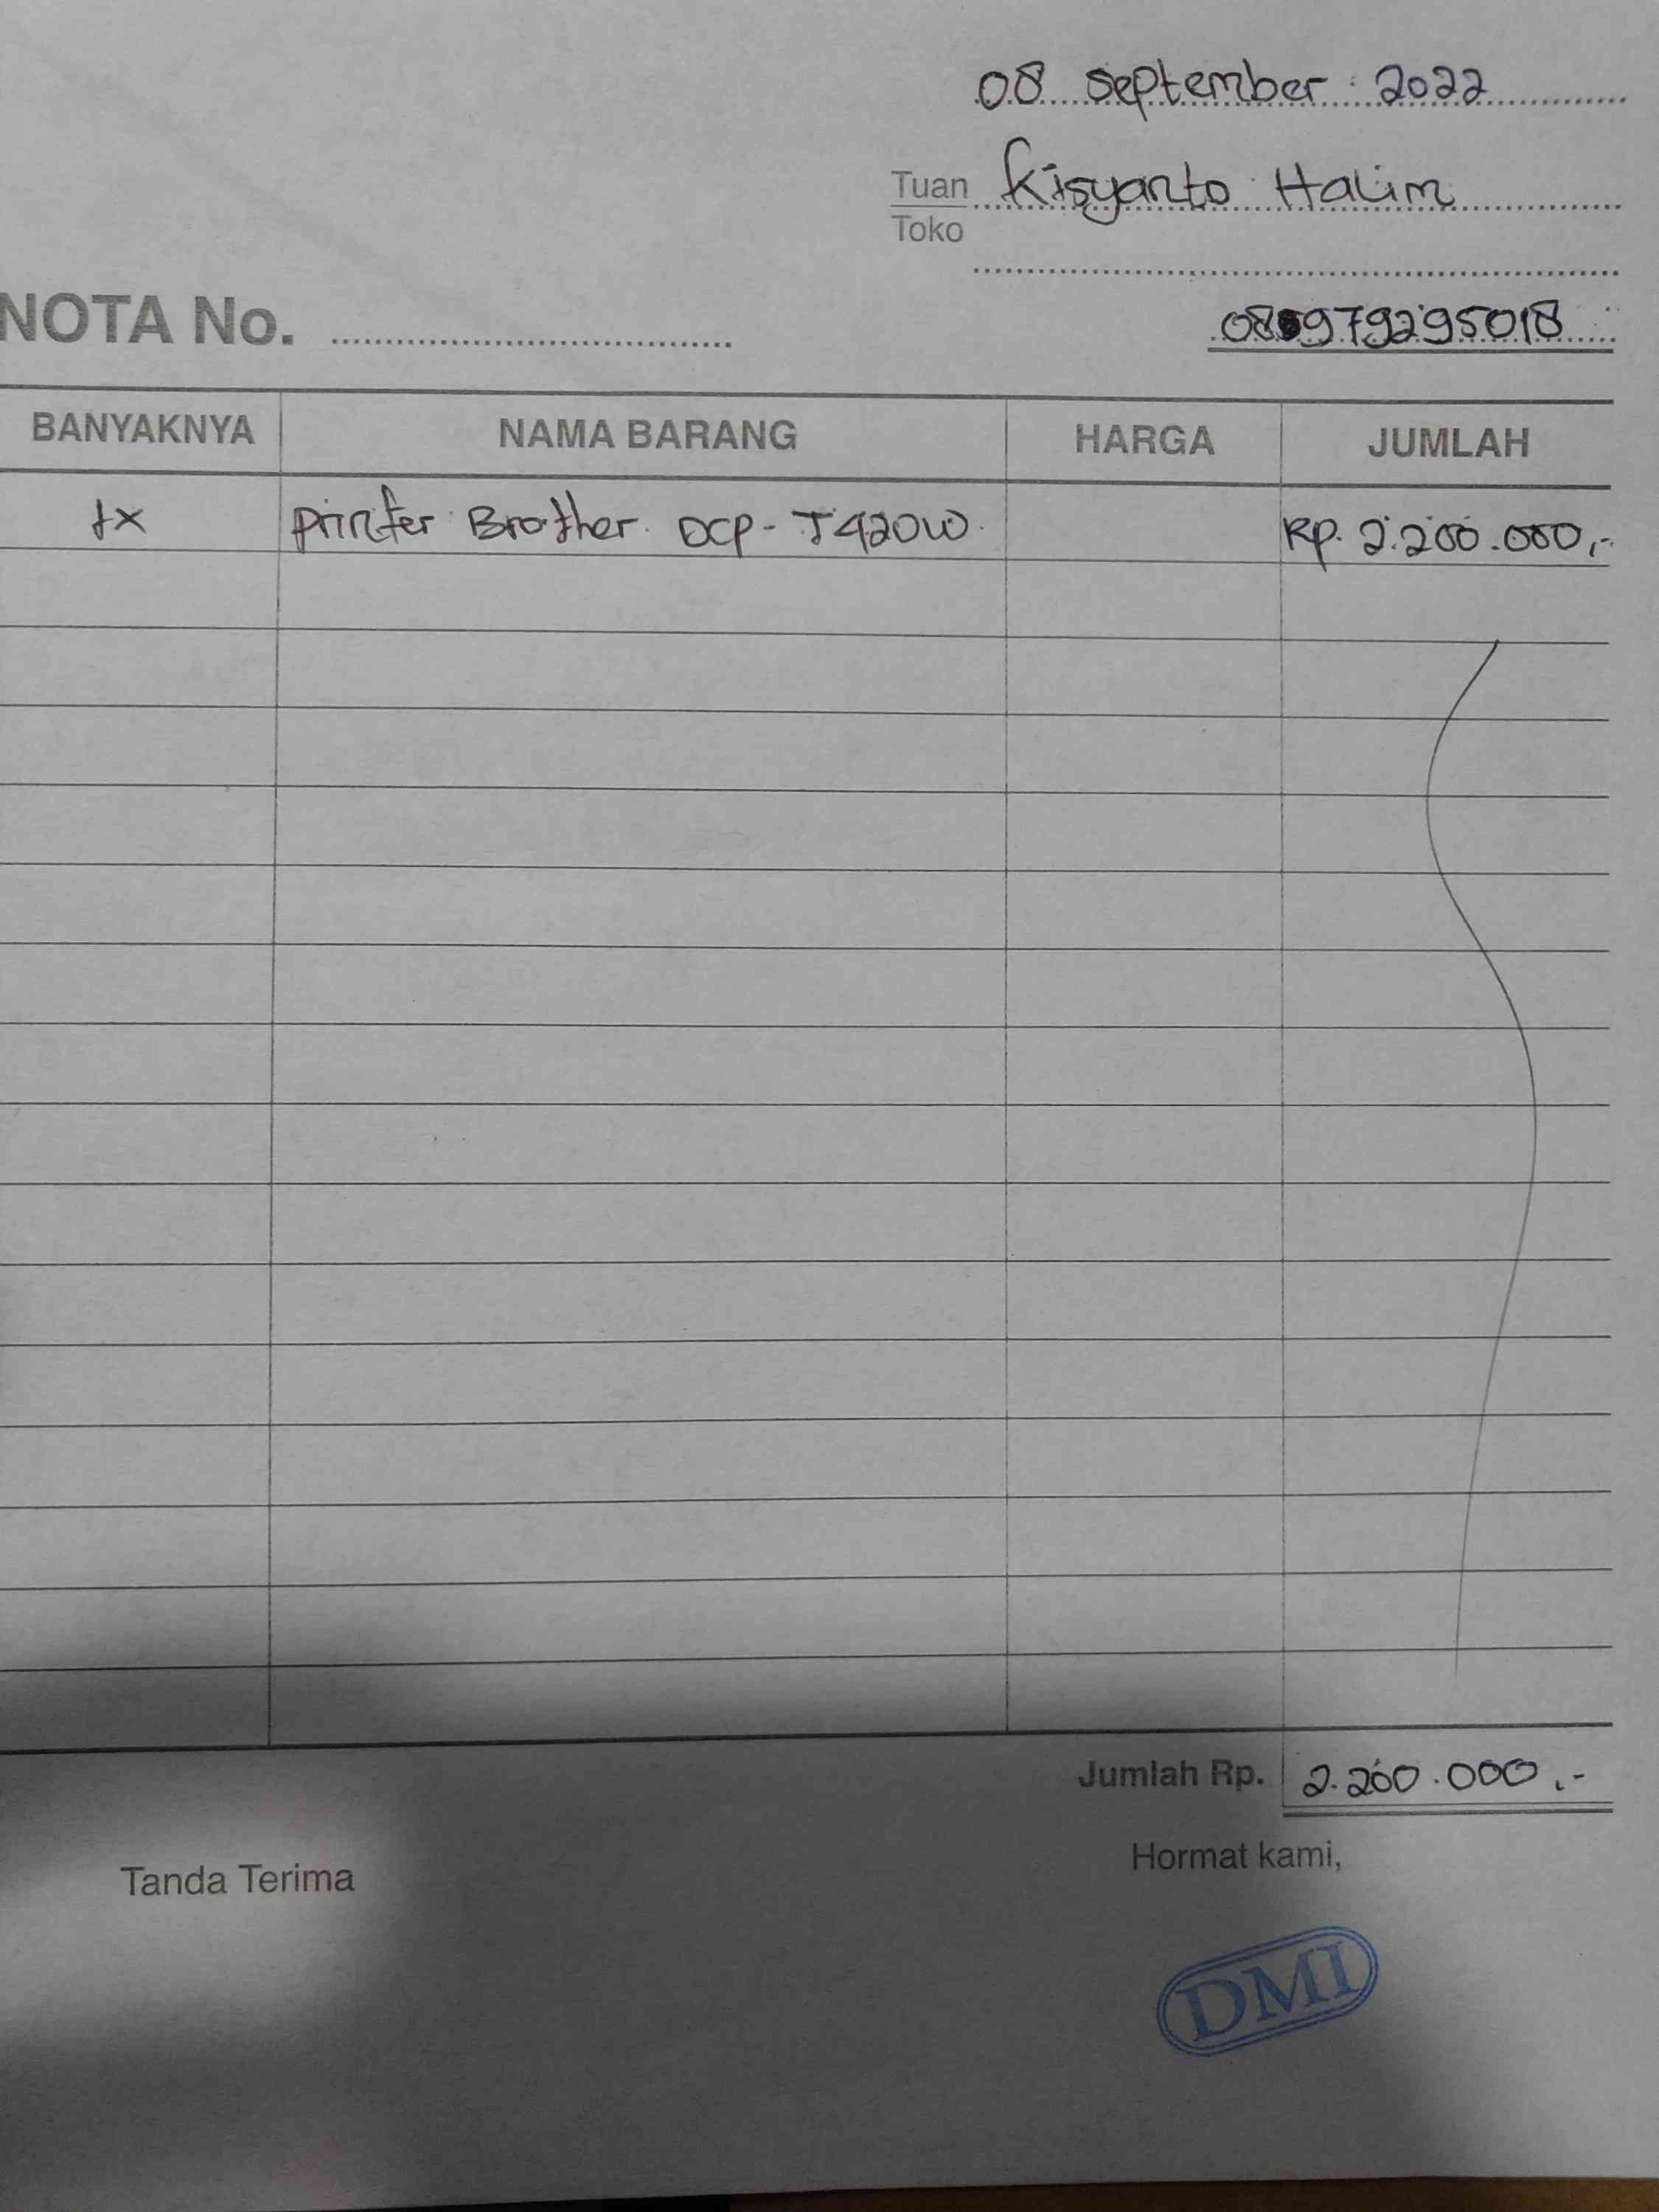 08 September 2022
Tuan Kisyanto Halim
Toko
NOTA No.
BANYAKNYA NAMA BARANG HARGA JUMLAH
1x Printer Brother DCP-T420W Rp. 2.200.000,-
Jumlah Rp. 2.200.000,-
Tanda Terima Hormat kami,
DMI